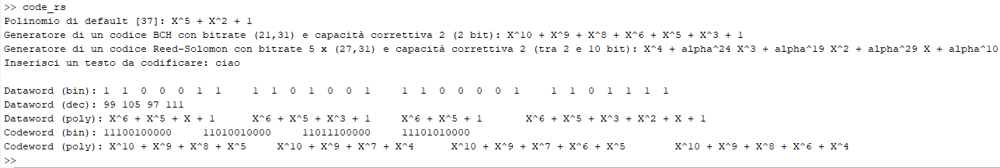 >> code_rs
Polinomio di default [37]: X^5 + X^2 + 1
Generatore di un codice BCH con bitrate (21,31) e capacità correttiva 2 (2 bit): X^10 + X^9 + X^8 + X^6 + X^5 + X^3 + 1
Generatore di un codice Reed-Solomon con bitrate 5 x (27,31) e capacità correttiva 2 (tra 2 e 10 bit): X^4 + alpha^24 X^3 + alpha^19 X^2 + alpha^29 X + alpha^10
Inserisci un testo da codificare: ciao
Dataword (bin): 1 1 0 0 0 1 1 1 1 0 1 0 0 1 1 1 0 0 0 0 1 1 1 0 1 1 1 1
Dataword (dec): 99 105 97 111
Dataword (poly): X^6 + X^5 + X + 1 X^6 + X^5 + X^3 + 1 X^6 + X^5 + 1 X^6 + X^5 + X^3 + X^2 + X + 1
Codeword (bin): 11100100000 11010010000 11011100000 11101010000
Codeword (poly): X^10 + X^9 + X^8 + X^5 X^10 + X^9 + X^7 + X^4 X^10 + X^9 + X^7 + X^6 + X^5 X^10 + X^9 + X^8 + X^6 + X^4
>>